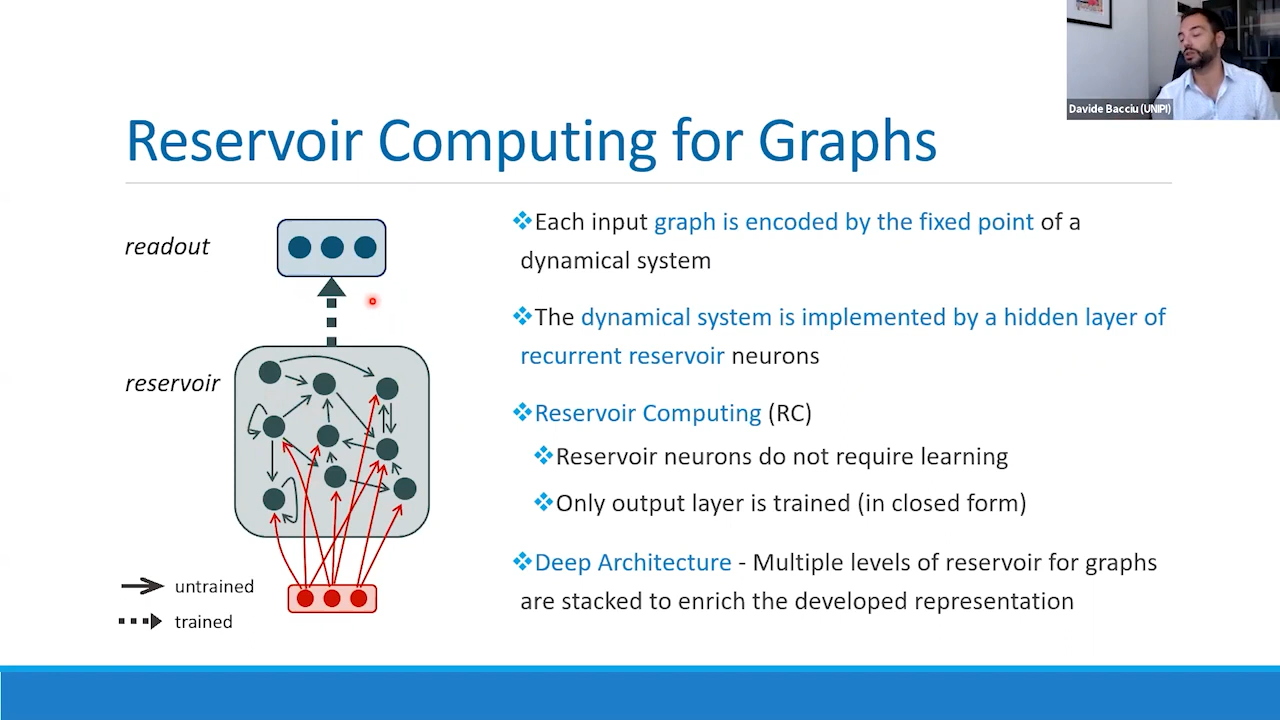 Davide Bacciu (UNIPI)
Reservoir Computing for Graphs
readout
reservoir
untrained
trained
❖Each input graph is encoded by the fixed point of a
dynamical system
❖The dynamical system is implemented by a hidden layer of
recurrent reservoir neurons
❖Reservoir Computing (RC)
❖Reservoir neurons do not require learning
❖Only output layer is trained (in closed form)
❖Deep Architecture - Multiple levels of reservoir for graphs
are stacked to enrich the developed representation